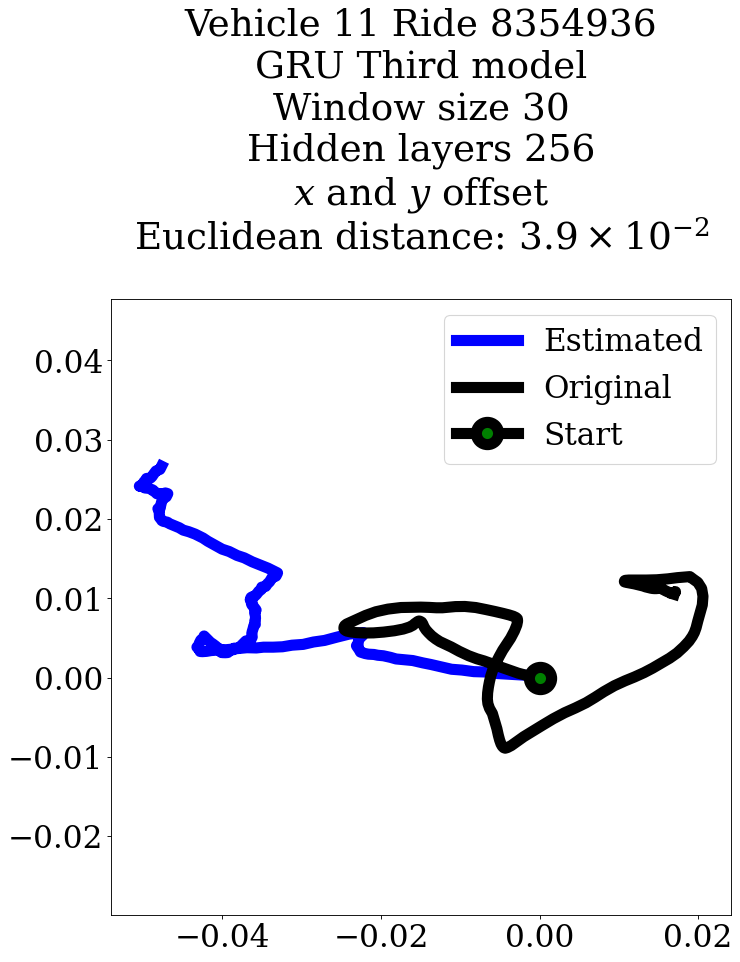 Vehicle 11 Ride 8354936
GRU Third model
Window size 30
Hidden layers 256
x and y offset
Euclidean distance: 3.9 × 10⁻²
Estimated
Original
Start
0.04
0.03
0.02
0.01
0.00
−0.01
−0.02
−0.04
−0.02
0.00
0.02